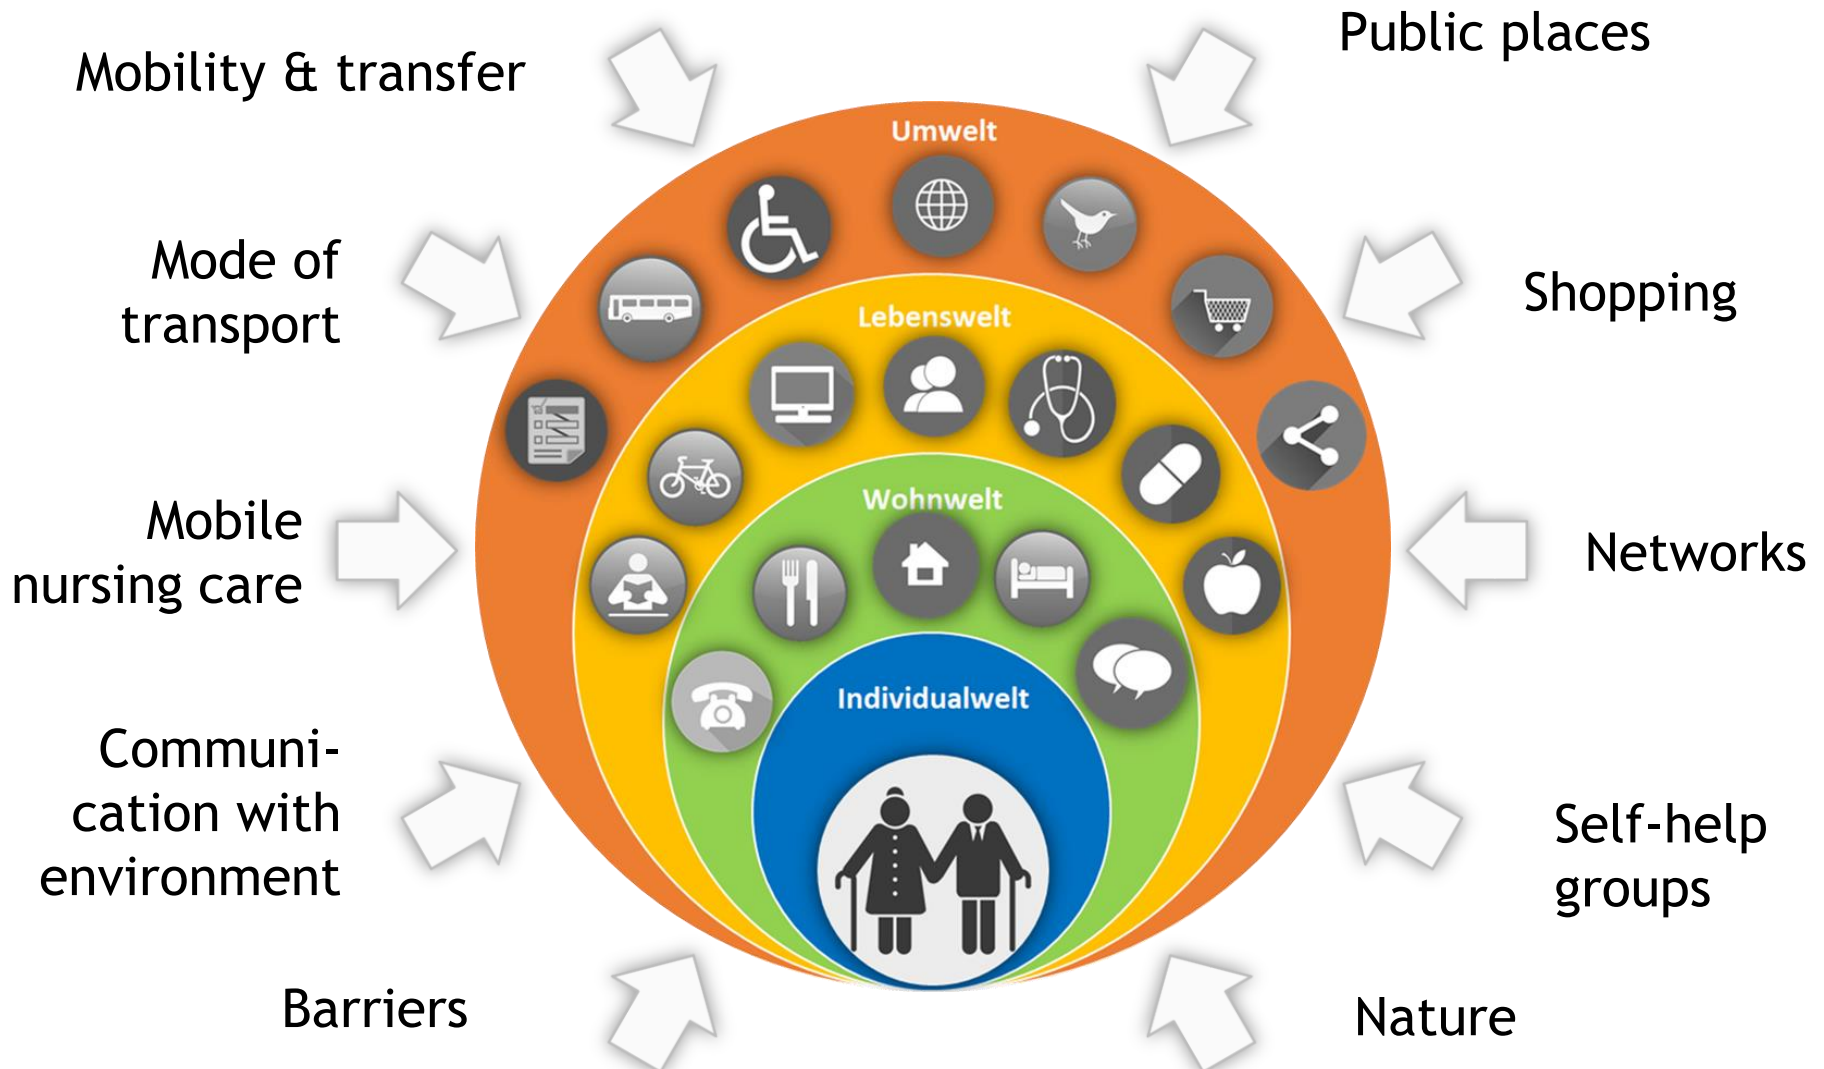 Mobility & transfer
Public places
Umwelt
Mode of
transport
Shopping
Lebenswelt
Wohnwelt
Mobile
nursing care
Networks
Individualwelt
Communi-
cation with
environment
Self-help
groups
Barriers
Nature